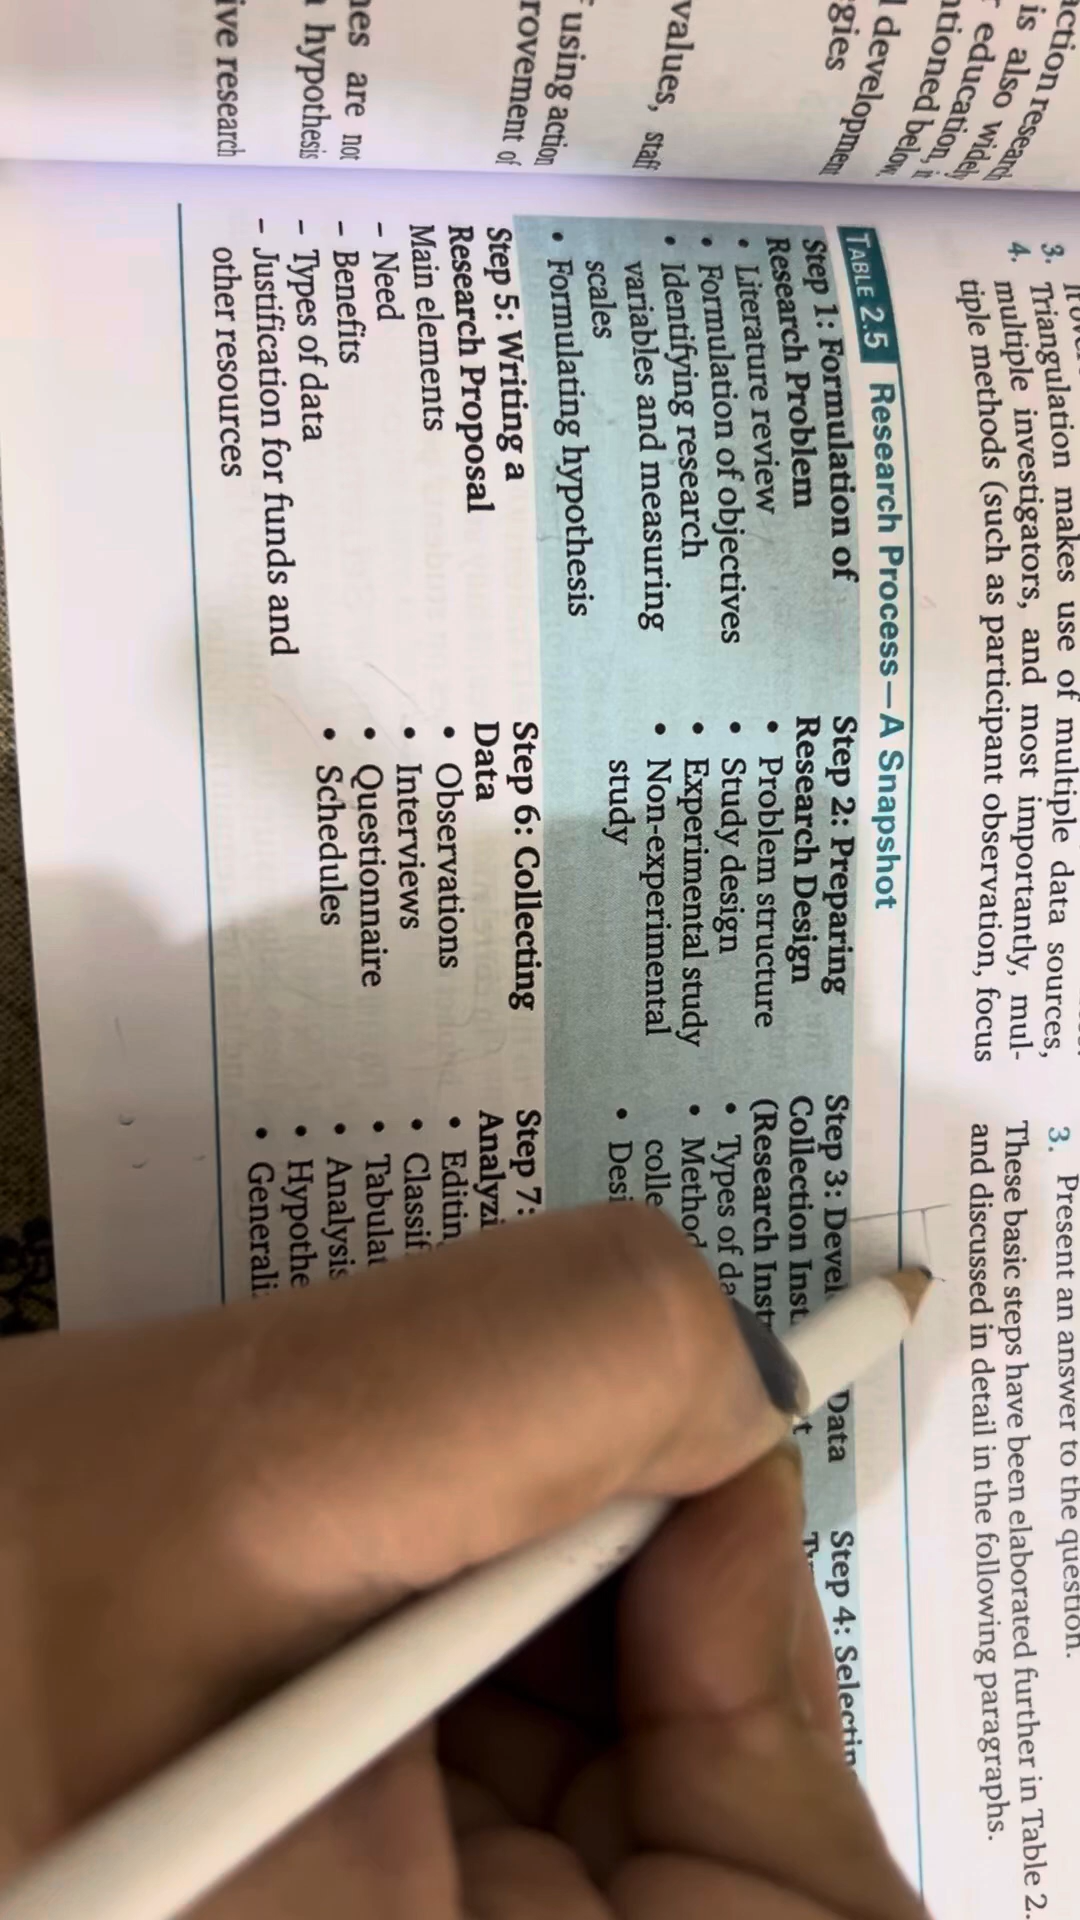 ction research
is also widely
education, i
ntioned below.
l development
gies
values, staff
using action
rovement of
nes are not
hypothesis
ive research
3. Triangulation makes use of multiple data sources,
4. multiple investigators, and most importantly, mul-
tiple methods (such as participant observation, focus
3. Present an answer to the question.
These basic steps have been elaborated further in Table 2.
and discussed in detail in the following paragraphs.
TABLE 2.5 Research Process—A Snapshot
Step 1: Formulation of
Research Problem
• Literature review
• Formulation of objectives
• Identifying research
variables and measuring
scales
• Formulating hypothesis
Step 2: Preparing
Research Design
• Problem structure
• Study design
• Experimental study
• Non-experimental
study
Step 3: Devel Data
Collection Inst t
(Research Inst
• Types of da
• Method
colle
• Desi
Step 4: Selectin
Step 5: Writing a
Research Proposal
Main elements
– Need
– Benefits
– Types of data
– Justification for funds and
other resources
Step 6: Collecting
Data
• Observations
• Interviews
• Questionnaire
• Schedules
Step 7:
Analyzi
• Editin
• Classif
• Tabulat
• Analysis
• Hypothe
• Generali